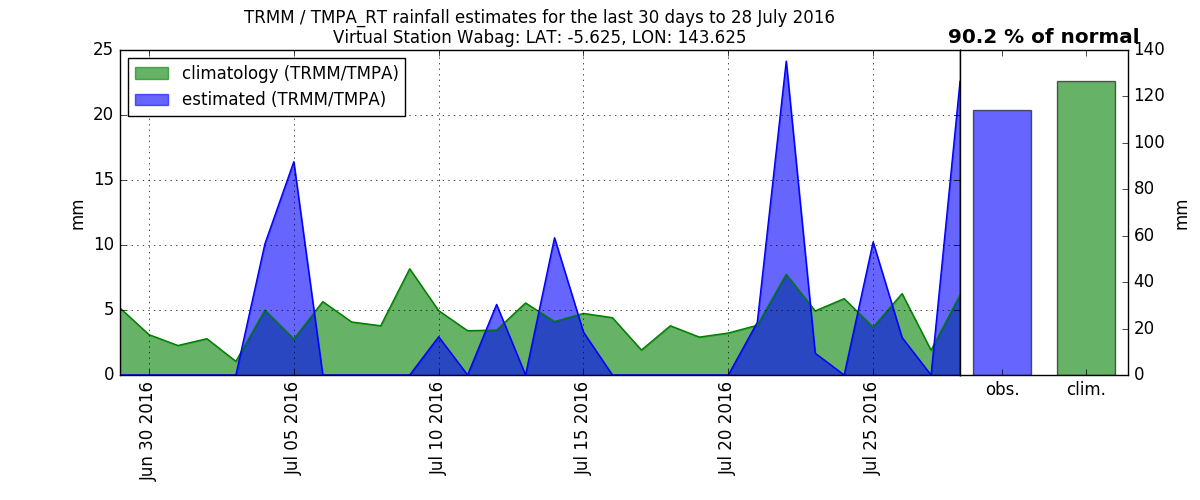 TRMM / TMPA_RT rainfall estimates for the last 30 days to 28 July 2016
Virtual Station Wabag: LAT: -5.625, LON: 143.625
90.2 % of normal
climatology (TRMM/TMPA)
estimated (TRMM/TMPA)
25
20
15
10
5
0
mm
Jun 30 2016
Jul 05 2016
Jul 10 2016
Jul 15 2016
Jul 20 2016
Jul 25 2016
obs.
clim.
140
120
100
80
60
40
20
0
mm